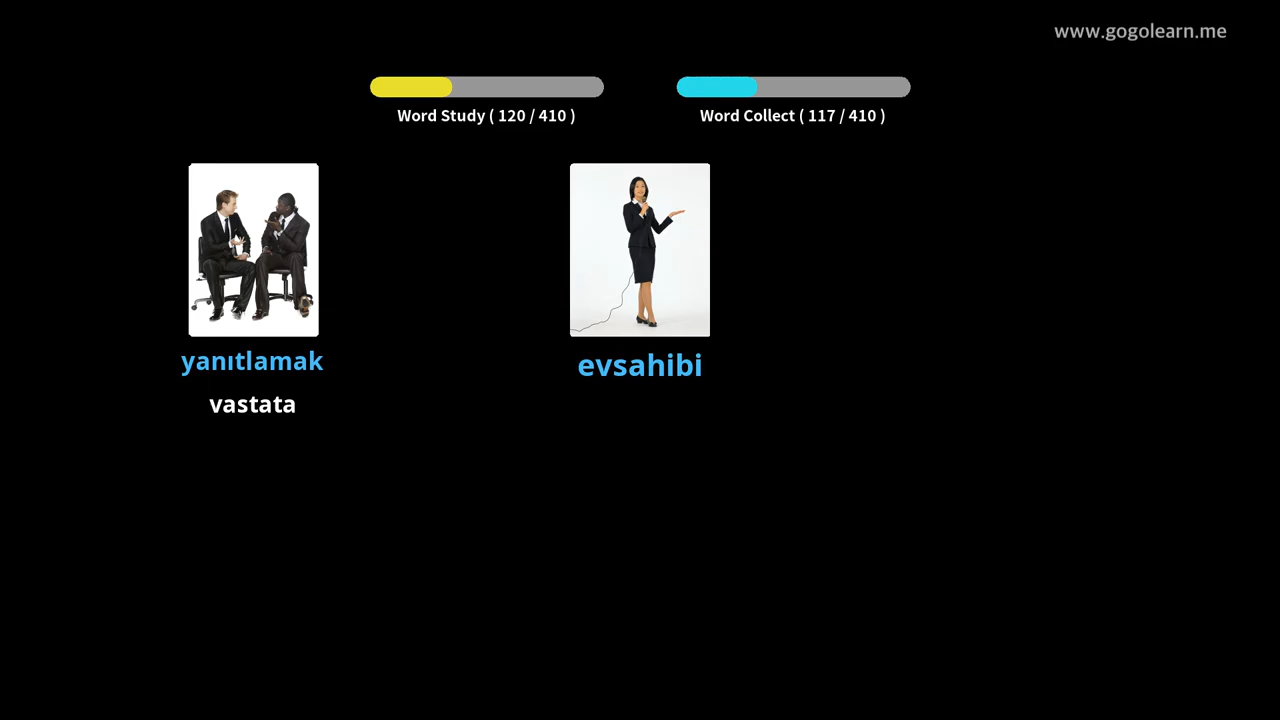 www.gogolearn.me
Word Study ( 120 / 410 )
Word Collect ( 117 / 410 )
yanıtlamak
vastata
evsahibi